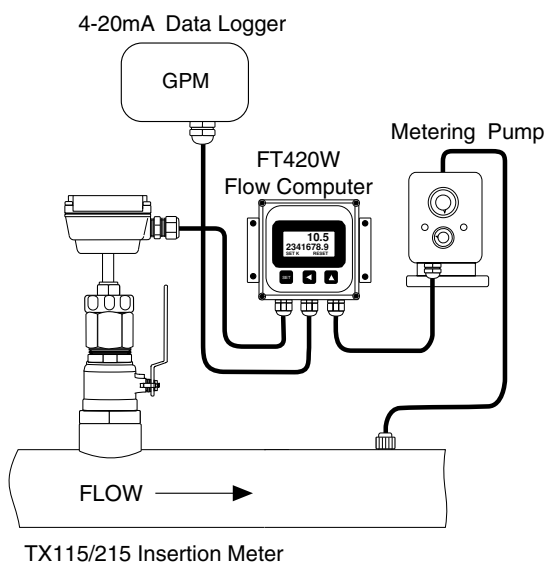 4-20mA Data Logger
GPM
Metering Pump
FT420W
Flow Computer
10.5
2341678.9
SET K RESET
SET
FLOW
TX115/215 Insertion Meter